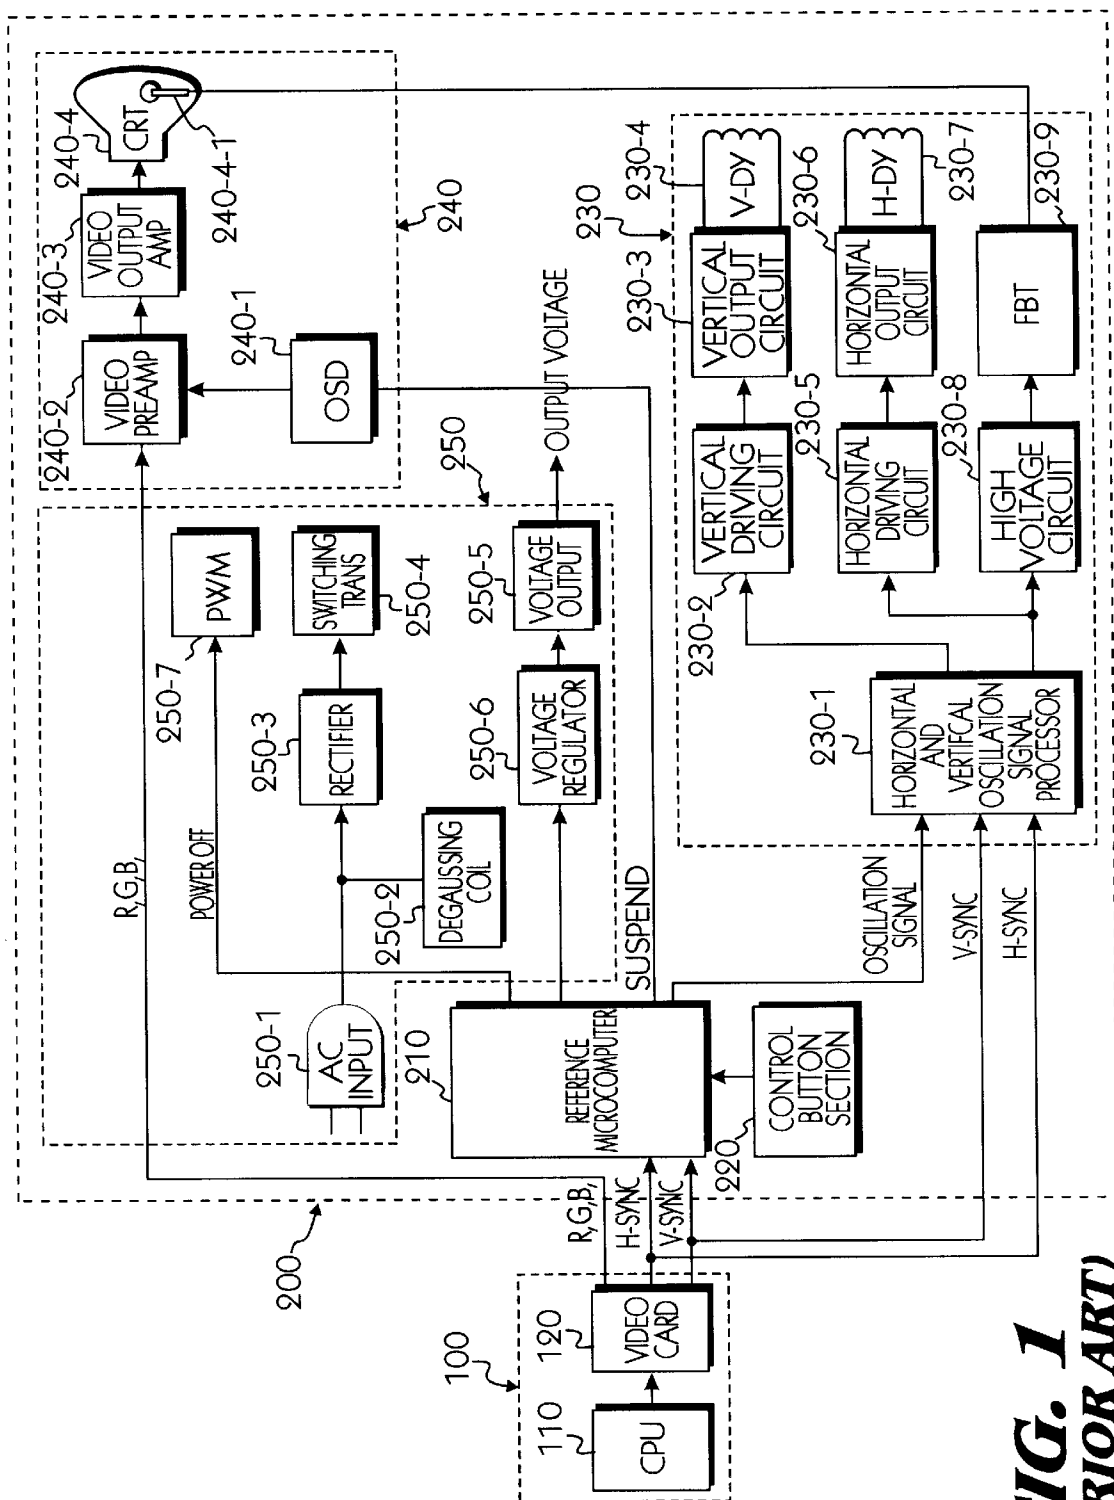 100
110
CPU
120
VIDEO
CARD
200
R,G,B,
H-SYNC
V-SYNC
210
REFERENCE
MICROCOMPUTER
220
CONTROL
BUTTON
SECTION
SUSPEND
OSCILLATION
SIGNAL
V-SYNC
H-SYNC
R,G,B,
POWER OFF
250-1
AC
INPUT
250-2
DEGAUSSING
COIL
250-3
RECTIFIER
250-4
SWITCHING
TRANS
250-7
PWM
250-6
VOLTAGE
REGULATOR
250-5
VOLTAGE
OUTPUT
250
OUTPUT VOLTAGE
240-2
VIDEO
PREAMP
240-1
OSD
240-3
VIDEO
OUTPUT
AMP
240-4
CRT
240-4-1
240
230
230-1
HORIZONTAL
AND
VERTIFCAL
OSCILLATION
SIGNAL
PROCESSOR
230-2
VERTICAL
DRIVING
CIRCUIT
230-3
VERTICAL
OUTPUT
CIRCUIT
230-4
V-DY
230-5
HORIZONTAL
DRIVING
CIRCUIT
230-6
HORIZONTAL
OUTPUT
CIRCUIT
230-7
H-DY
230-8
HIGH
VOLTAGE
CIRCUIT
230-9
FBT
FIG. 1
RIOR ART)